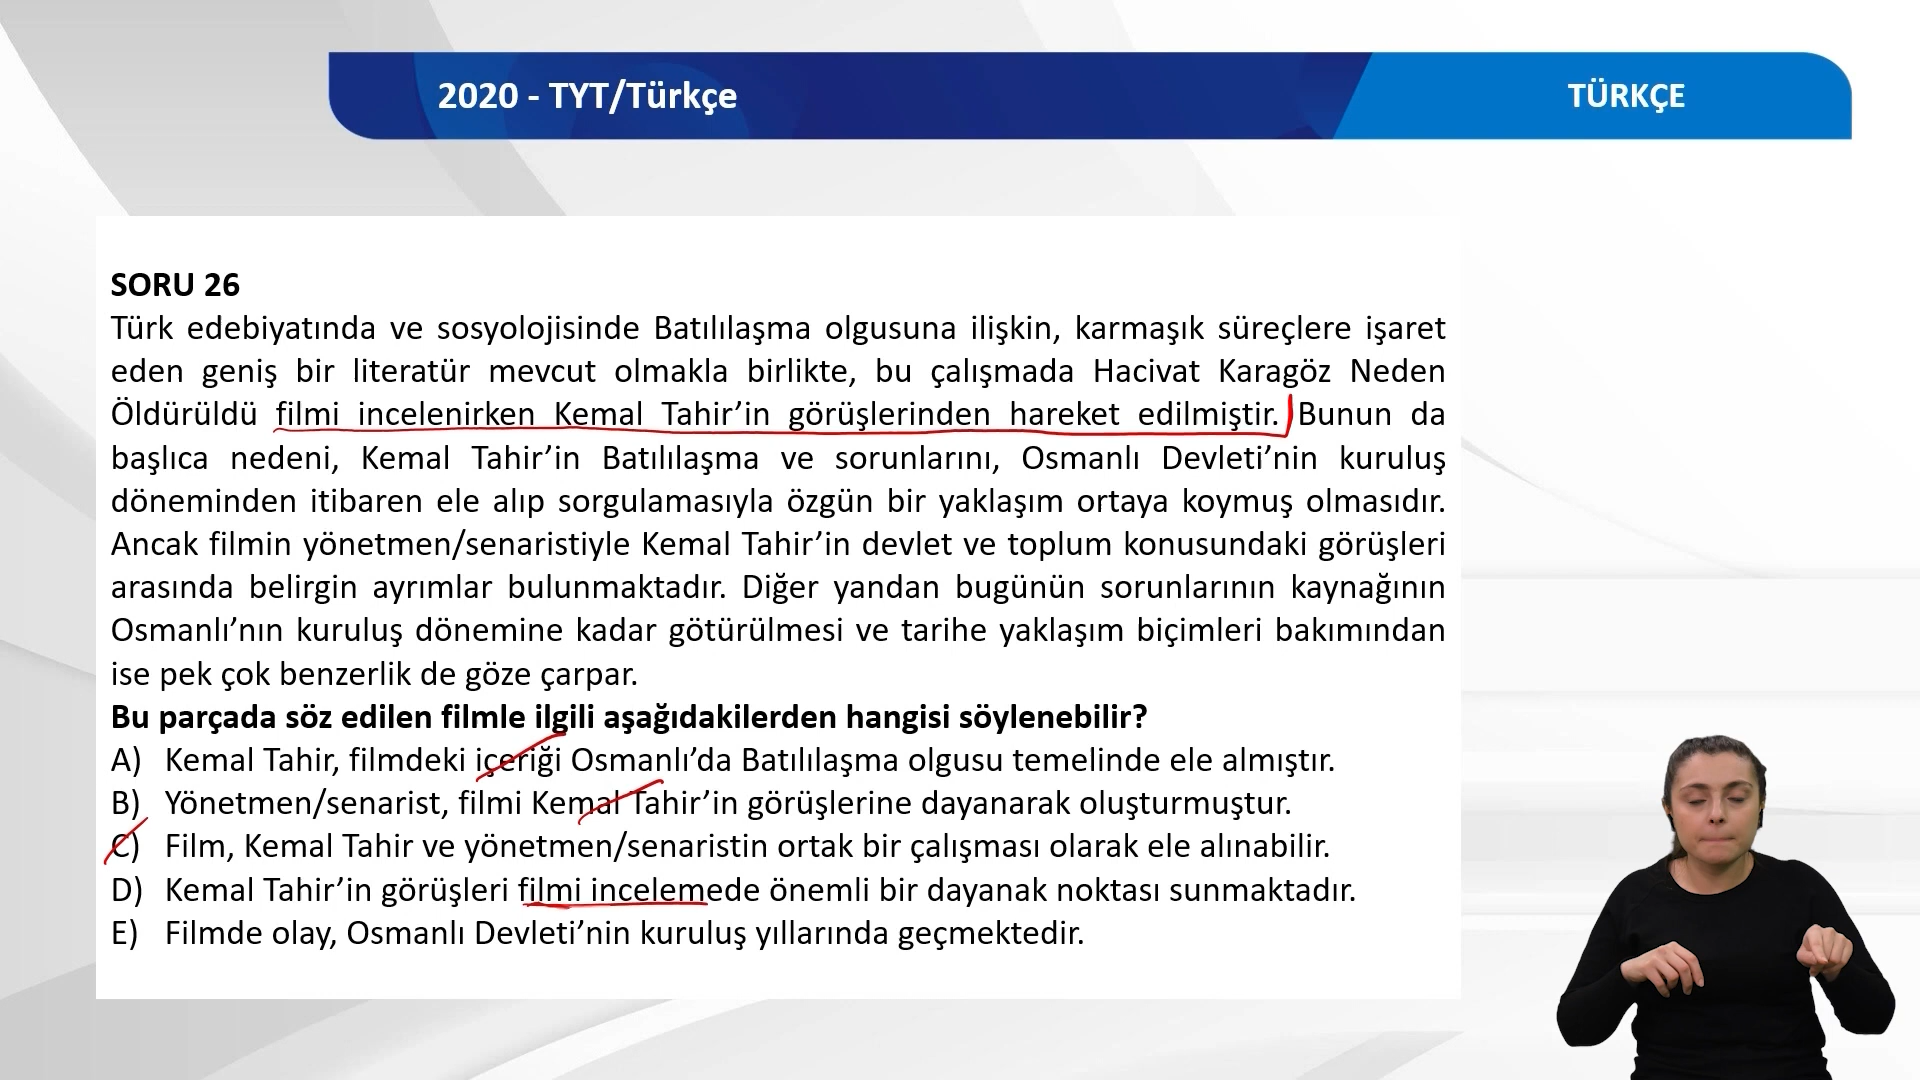 2020 - TYT/Türkçe
TÜRKÇE
SORU 26
Türk edebiyatında ve sosyolojisinde Batılılaşma olgusuna ilişkin, karmaşık süreçlere işaret
eden geniş bir literatür mevcut olmakla birlikte, bu çalışmada Hacivat Karagöz Neden
Öldürüldü filmi incelenirken Kemal Tahir’in görüşlerinden hareket edilmiştir. Bunun da
başlıca nedeni, Kemal Tahir’in Batılılaşma ve sorunlarını, Osmanlı Devleti’nin kuruluş
döneminden itibaren ele alıp sorgulamasıyla özgün bir yaklaşım ortaya koymuş olmasıdır.
Ancak filmin yönetmen/senaristiyle Kemal Tahir’in devlet ve toplum konusundaki görüşleri
arasında belirgin ayrımlar bulunmaktadır. Diğer yandan bugünün sorunlarının kaynağının
Osmanlı’nın kuruluş dönemine kadar götürülmesi ve tarihe yaklaşım biçimleri bakımından
ise pek çok benzerlik de göze çarpar.
Bu parçada söz edilen filmle ilgili aşağıdakilerden hangisi söylenebilir?
A) Kemal Tahir, filmdeki içeriği Osmanlı’da Batılılaşma olgusu temelinde ele almıştır.
B) Yönetmen/senarist, filmi Kemal Tahir’in görüşlerine dayanarak oluşturmuştur.
C) Film, Kemal Tahir ve yönetmen/senaristin ortak bir çalışması olarak ele alınabilir.
D) Kemal Tahir’in görüşleri filmi incelemede önemli bir dayanak noktası sunmaktadır.
E) Filmde olay, Osmanlı Devleti’nin kuruluş yıllarında geçmektedir.